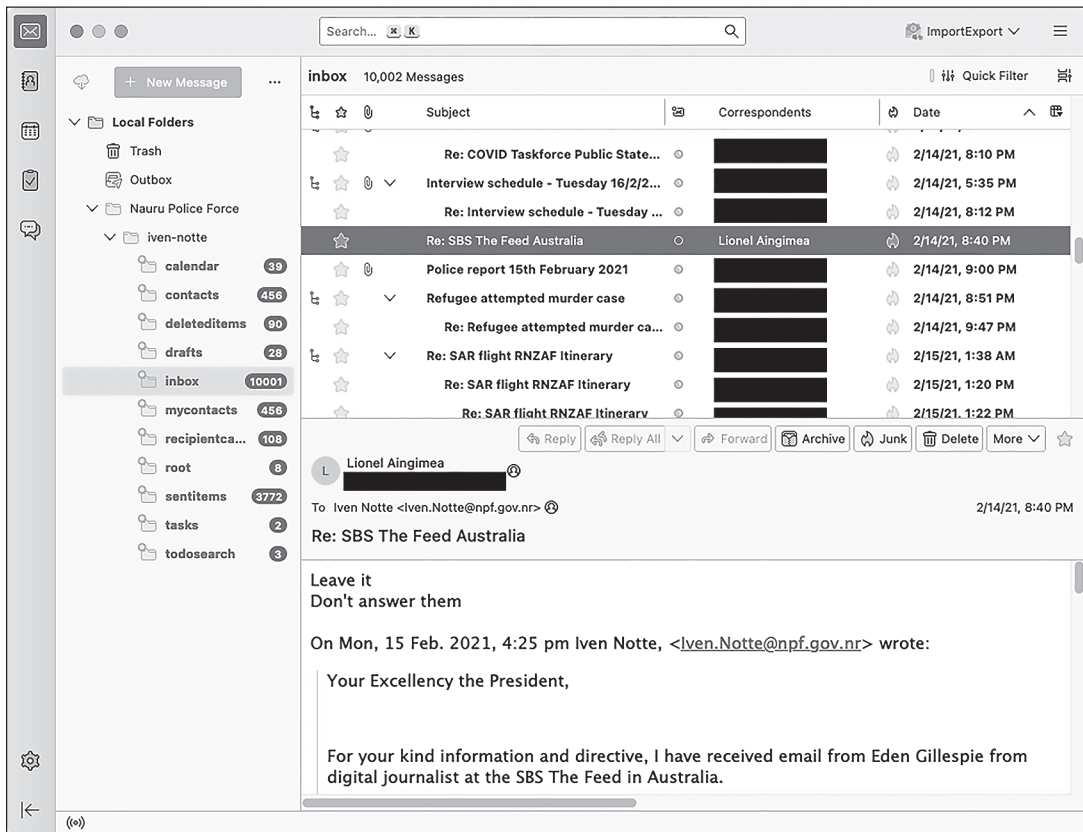 Search... ⌘ K
ImportExport
+ New Message
...
Local Folders
Trash
Outbox
Nauru Police Force
iven-notte
calendar 39
contacts 456
deleteditems 90
drafts 28
inbox 10001
mycontacts 456
recipientca... 108
root 8
sentitems 3772
tasks 2
todosearch 3
inbox 10,002 Messages
Quick Filter
Subject Correspondents Date
Re: COVID Taskforce Public State... 2/14/21, 8:10 PM
Interview schedule - Tuesday 16/2/2... 2/14/21, 5:35 PM
Re: Interview schedule - Tuesday ... 2/14/21, 8:12 PM
Re: SBS The Feed Australia Lionel Aingimea 2/14/21, 8:40 PM
Police report 15th February 2021 2/14/21, 9:00 PM
Refugee attempted murder case 2/14/21, 8:51 PM
Re: Refugee attempted murder ca... 2/14/21, 9:47 PM
Re: SAR flight RNZAF Itinerary 2/15/21, 1:38 AM
Re: SAR flight RNZAF Itinerary 2/15/21, 1:20 PM
Re: SAR flight RNZAF Itinerary 2/15/21, 1:22 PM
Reply Reply All Forward Archive Junk Delete More
L Lionel Aingimea
To Iven Notte <Iven.Notte@npf.gov.nr> 2/14/21, 8:40 PM
Re: SBS The Feed Australia
Leave it
Don't answer them
On Mon, 15 Feb. 2021, 4:25 pm Iven Notte, <Iven.Notte@npf.gov.nr> wrote:
Your Excellency the President,
For your kind information and directive, I have received email from Eden Gillespie from
digital journalist at the SBS The Feed in Australia.